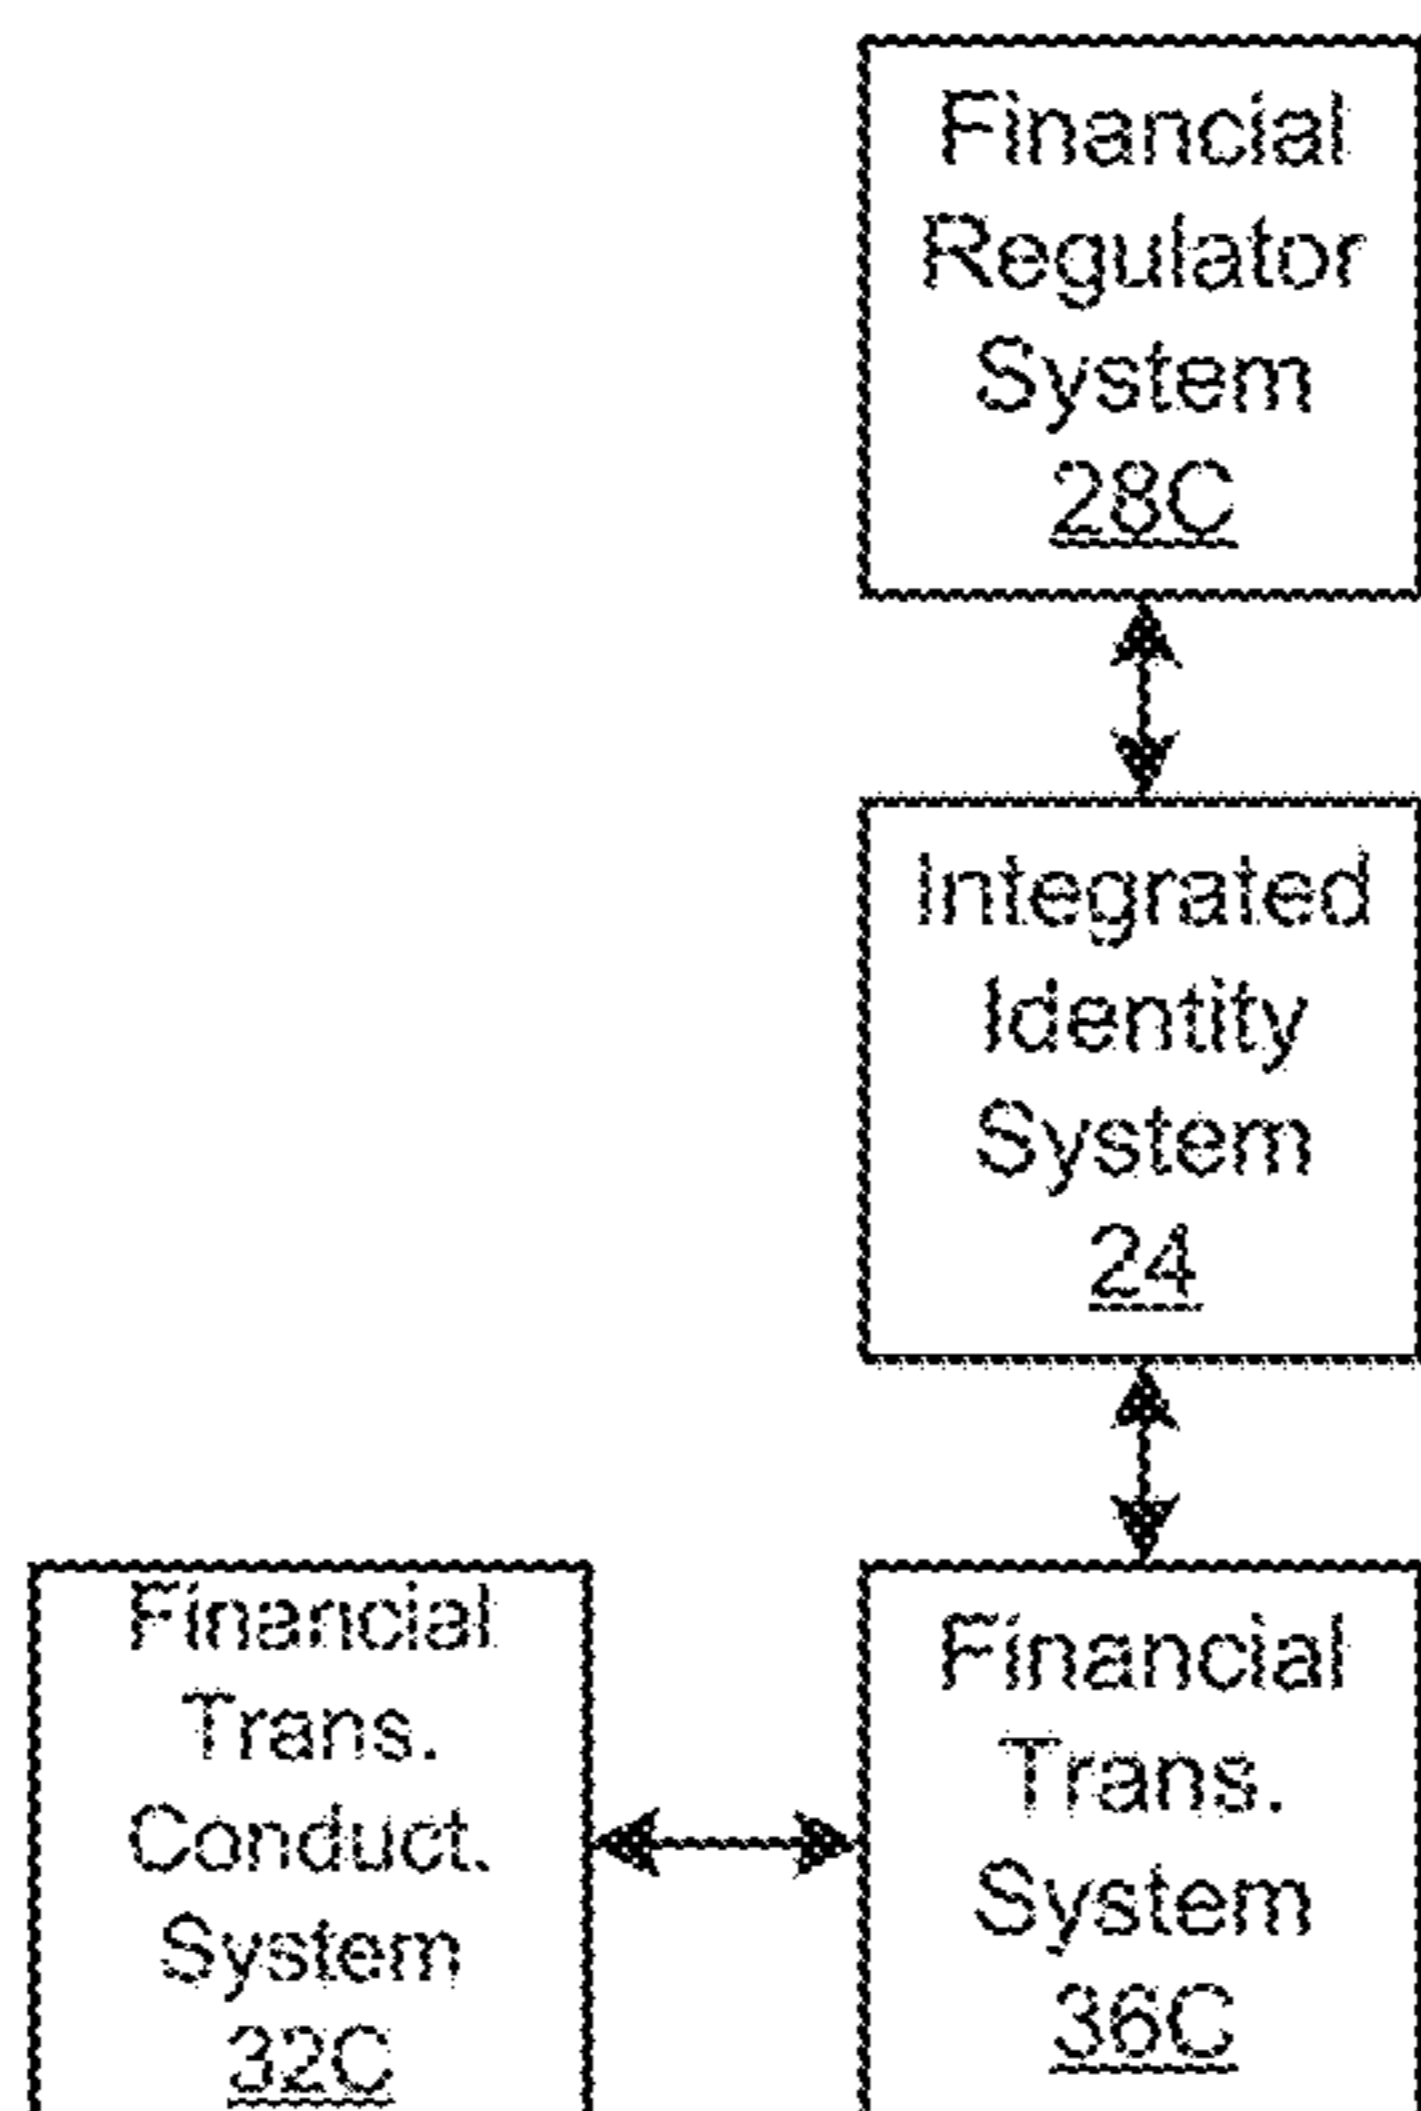 Financial
Regulator
System
28C
Integrated
Identity
System
24
Financial
Trans.
Conduct.
System
32C
Financial
Trans.
System
36C